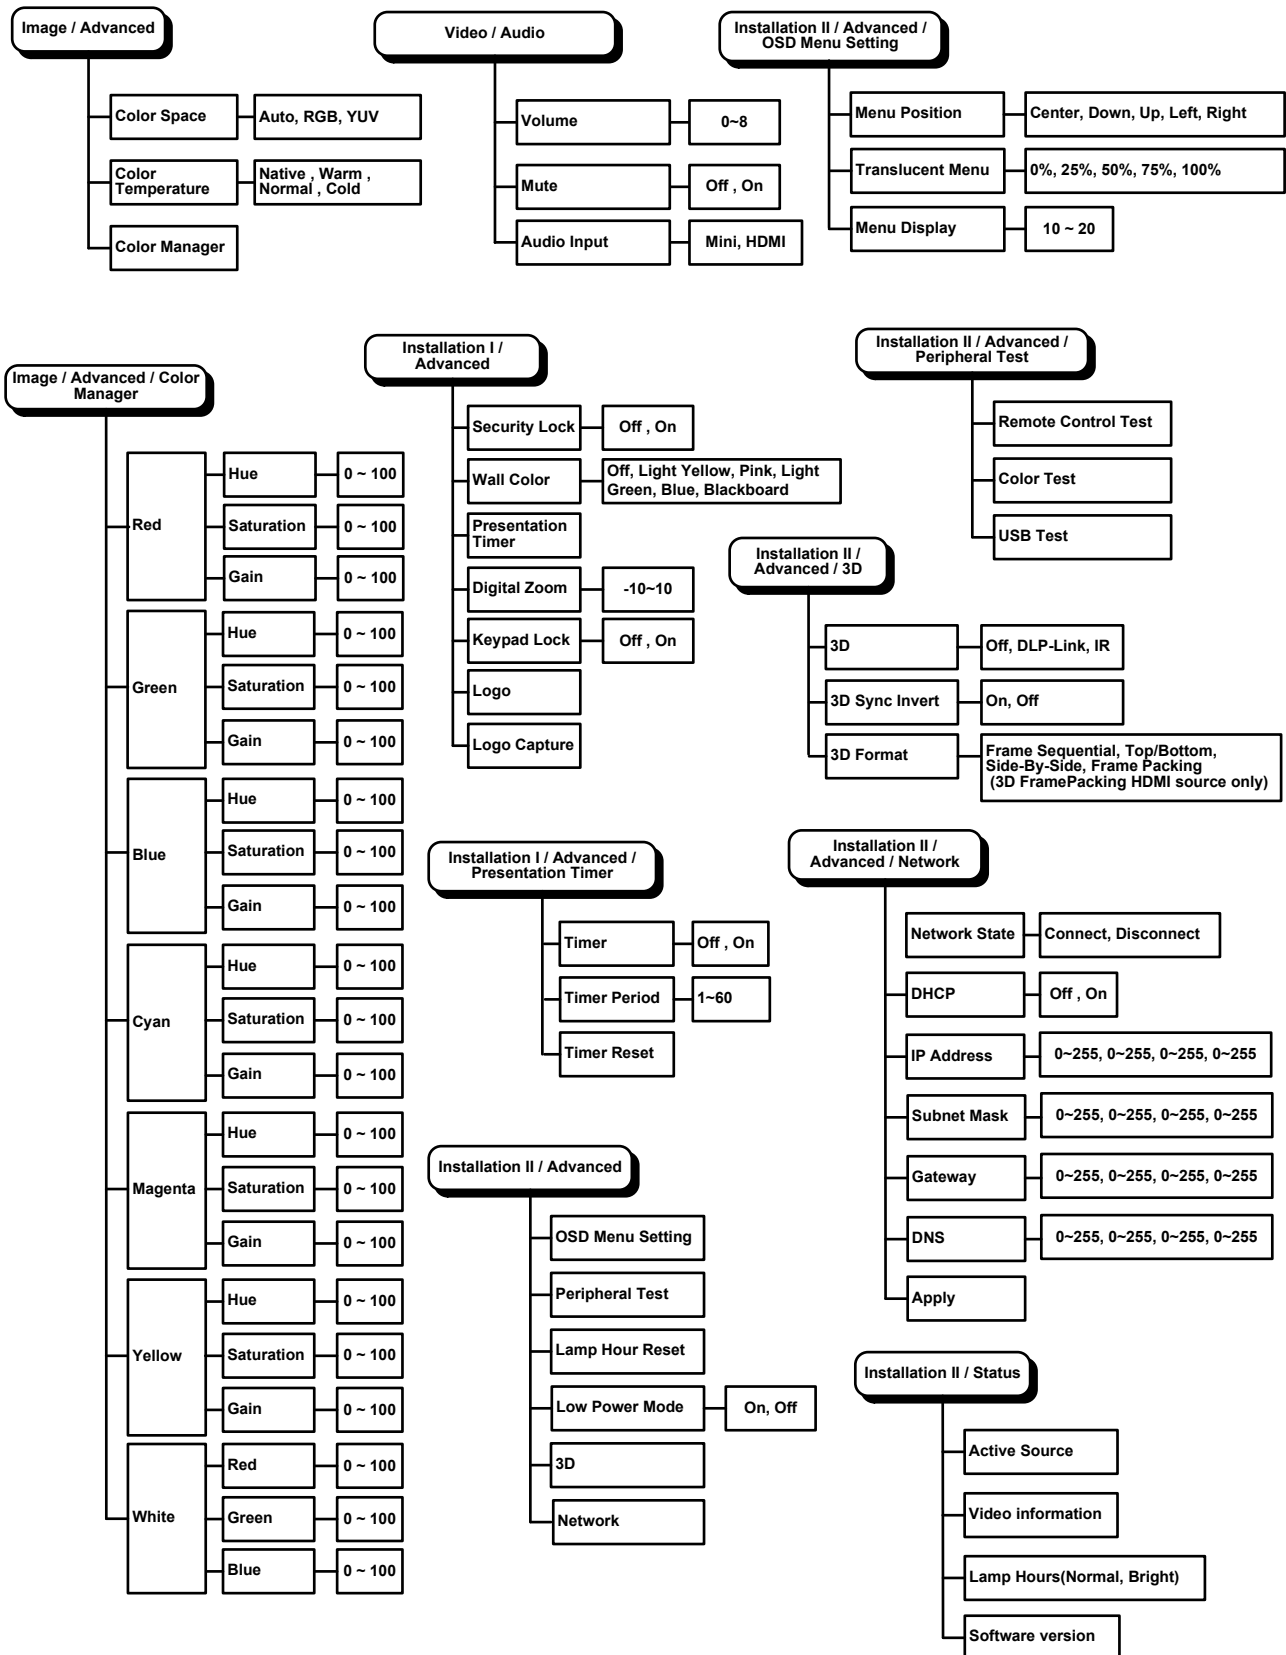 Image / Advanced
Color Space
Auto, RGB, YUV
Color
Temperature
Native , Warm ,
Normal , Cold
Color Manager
Video / Audio
Volume
0~8
Mute
Off , On
Audio Input
Mini, HDMI
Installation II / Advanced /
OSD Menu Setting
Menu Position
Center, Down, Up, Left, Right
Translucent Menu
0%, 25%, 50%, 75%, 100%
Menu Display
10 ~ 20
Image / Advanced / Color
Manager
Red
Hue
0 ~ 100
Saturation
0 ~ 100
Gain
0 ~ 100
Green
Hue
0 ~ 100
Saturation
0 ~ 100
Gain
0 ~ 100
Blue
Hue
0 ~ 100
Saturation
0 ~ 100
Gain
0 ~ 100
Cyan
Hue
0 ~ 100
Saturation
0 ~ 100
Gain
0 ~ 100
Magenta
Hue
0 ~ 100
Saturation
0 ~ 100
Gain
0 ~ 100
Yellow
Hue
0 ~ 100
Saturation
0 ~ 100
Gain
0 ~ 100
White
Red
0 ~ 100
Green
0 ~ 100
Blue
0 ~ 100
Installation I /
Advanced
Security Lock
Off , On
Wall Color
Off, Light Yellow, Pink, Light
Green, Blue, Blackboard
Presentation
Timer
Digital Zoom
-10~10
Keypad Lock
Off , On
Logo
Logo Capture
Installation II / Advanced /
Peripheral Test
Remote Control Test
Color Test
USB Test
Installation II /
Advanced / 3D
3D
Off, DLP-Link, IR
3D Sync Invert
On, Off
3D Format
Frame Sequential, Top/Bottom,
Side-By-Side, Frame Packing
(3D FramePacking HDMI source only)
Installation I / Advanced /
Presentation Timer
Timer
Off , On
Timer Period
1~60
Timer Reset
Installation II /
Advanced / Network
Network State
Connect, Disconnect
DHCP
Off , On
IP Address
0~255, 0~255, 0~255, 0~255
Subnet Mask
0~255, 0~255, 0~255, 0~255
Gateway
0~255, 0~255, 0~255, 0~255
DNS
0~255, 0~255, 0~255, 0~255
Apply
Installation II / Advanced
OSD Menu Setting
Peripheral Test
Lamp Hour Reset
Low Power Mode
On, Off
3D
Network
Installation II / Status
Active Source
Video information
Lamp Hours(Normal, Bright)
Software version